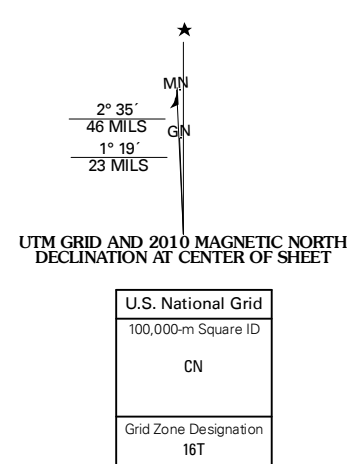 MN
2° 35´
46 MILS
GN
1° 19´
23 MILS
UTM GRID AND 2010 MAGNETIC NORTH
DECLINATION AT CENTER OF SHEET
U.S. National Grid
100,000-m Square ID
CN
Grid Zone Designation
16T